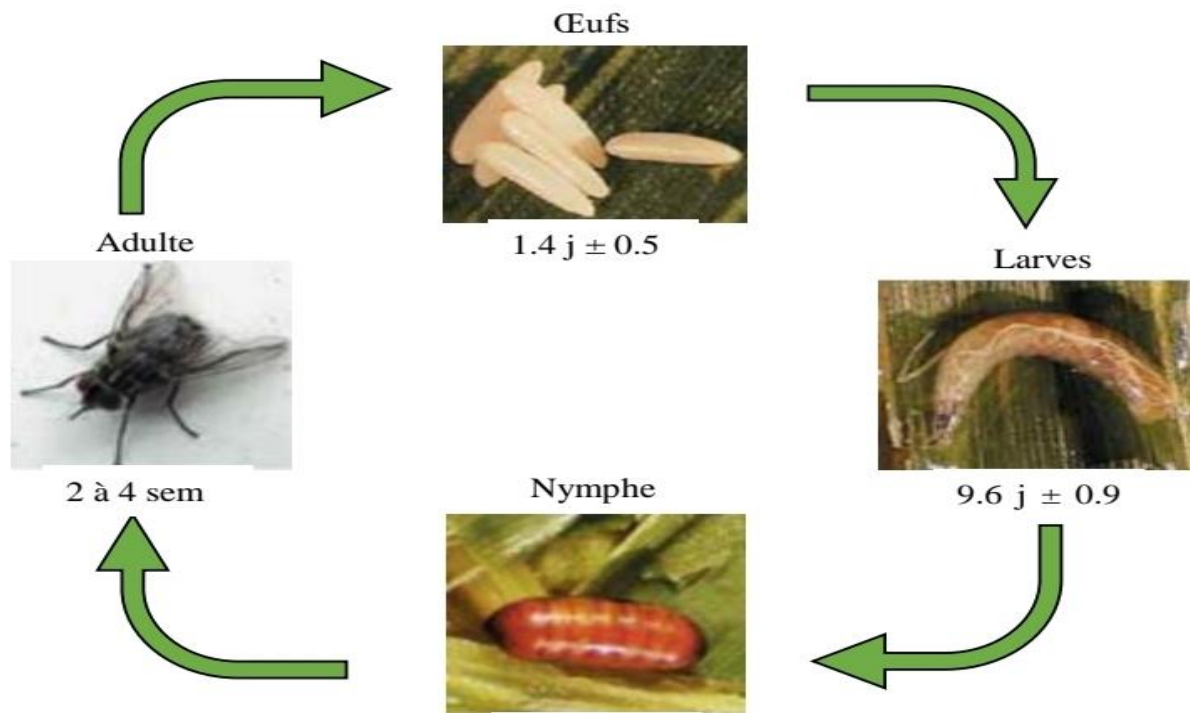 Œufs
1.4 j ± 0.5
Adulte
2 à 4 sem
Larves
9.6 j ± 0.9
Nymphe